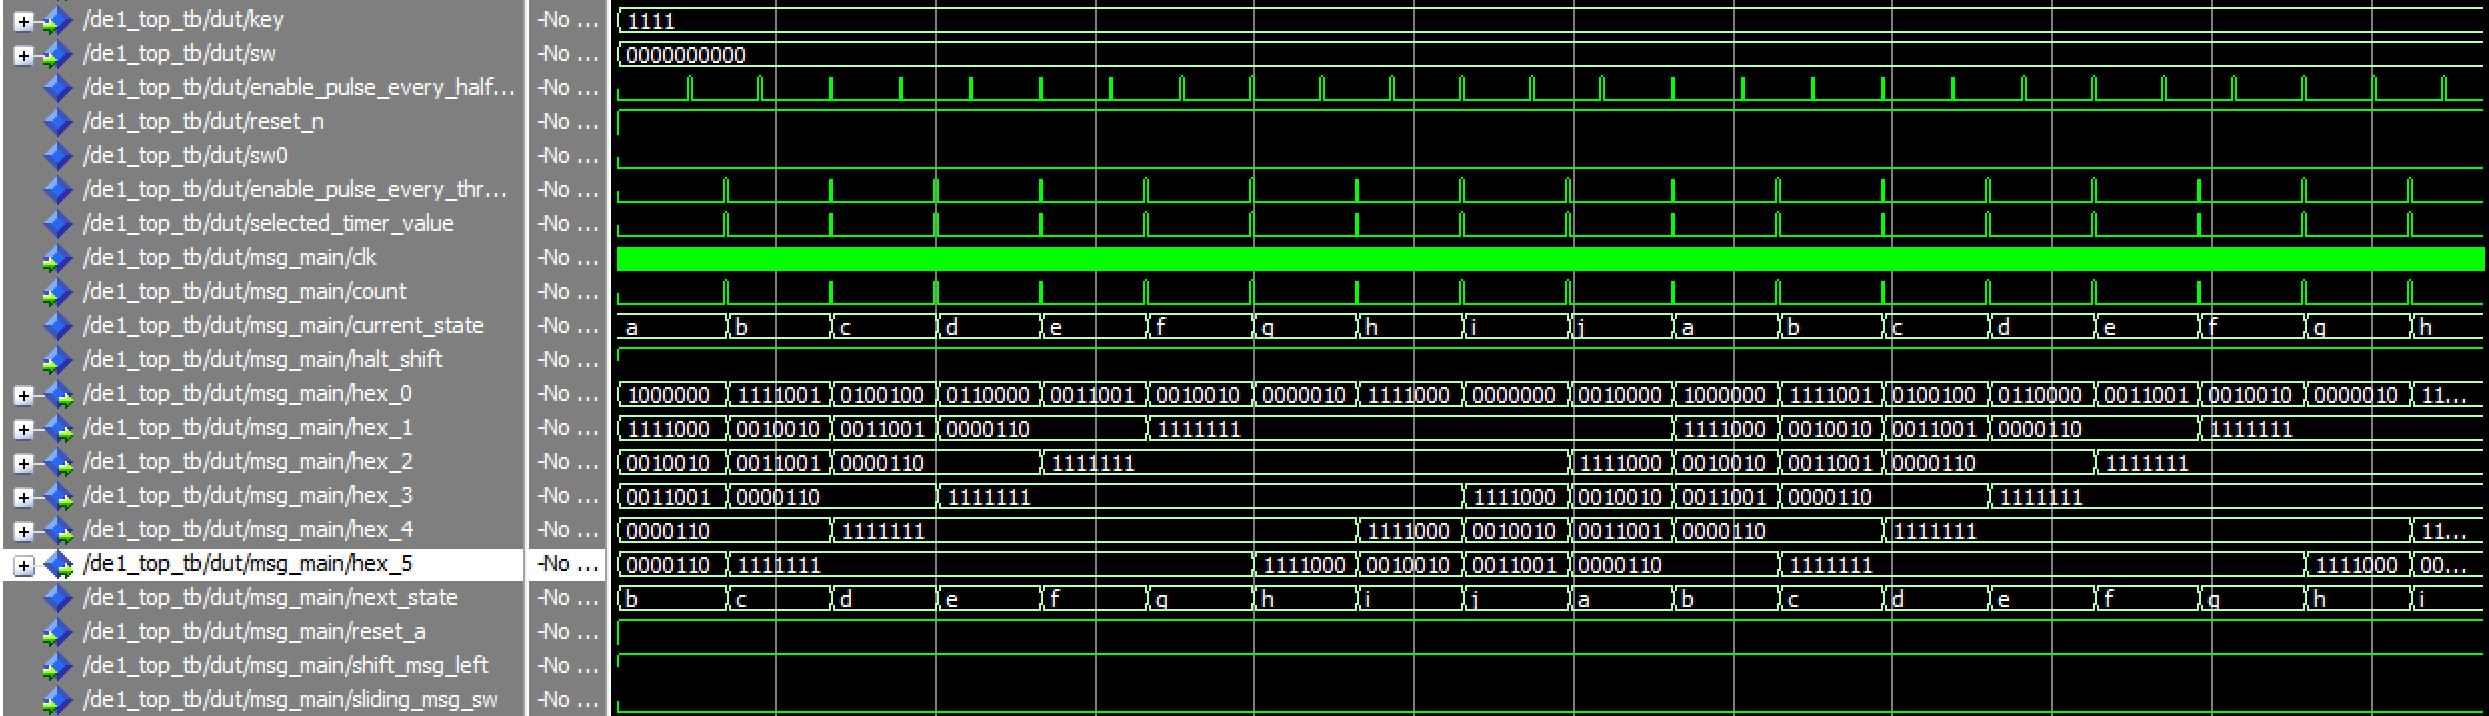 /de1_top_tb/dut/key -No ... 1111
/de1_top_tb/dut/sw -No ... 0000000000
/de1_top_tb/dut/enable_pulse_every_half... -No ...
/de1_top_tb/dut/reset_n -No ...
/de1_top_tb/dut/sw0 -No ...
/de1_top_tb/dut/enable_pulse_every_thr... -No ...
/de1_top_tb/dut/selected_timer_value -No ...
/de1_top_tb/dut/msg_main/clk -No ...
/de1_top_tb/dut/msg_main/count -No ...
/de1_top_tb/dut/msg_main/current_state -No ... a b c d e f g h i j a b c d e f g h
/de1_top_tb/dut/msg_main/halt_shift -No ...
/de1_top_tb/dut/msg_main/hex_0 -No ... 1000000 1111001 0100100 0110000 0011001 0010010 0000010 1111000 0000000 0010000 1000000 1111001 0100100 0110000 0011001 0010010 0000010 11...
/de1_top_tb/dut/msg_main/hex_1 -No ... 1111000 0010010 0011001 0000110 1111111 1111000 0010010 0011001 0000110 1111111
/de1_top_tb/dut/msg_main/hex_2 -No ... 0010010 0011001 0000110 1111111 1111000 0010010 0011001 0000110 1111111
/de1_top_tb/dut/msg_main/hex_3 -No ... 0011001 0000110 1111111 1111000 0010010 0011001 0000110 1111111
/de1_top_tb/dut/msg_main/hex_4 -No ... 0000110 1111111 1111000 0010010 0011001 0000110 1111111 11...
/de1_top_tb/dut/msg_main/hex_5 -No ... 0000110 1111111 1111000 0010010 0011001 0000110 1111111 1111000 00...
/de1_top_tb/dut/msg_main/next_state -No ... b c d e f g h i j a b c d e f g h i
/de1_top_tb/dut/msg_main/reset_a -No ...
/de1_top_tb/dut/msg_main/shift_msg_left -No ...
/de1_top_tb/dut/msg_main/sliding_msg_sw -No ...